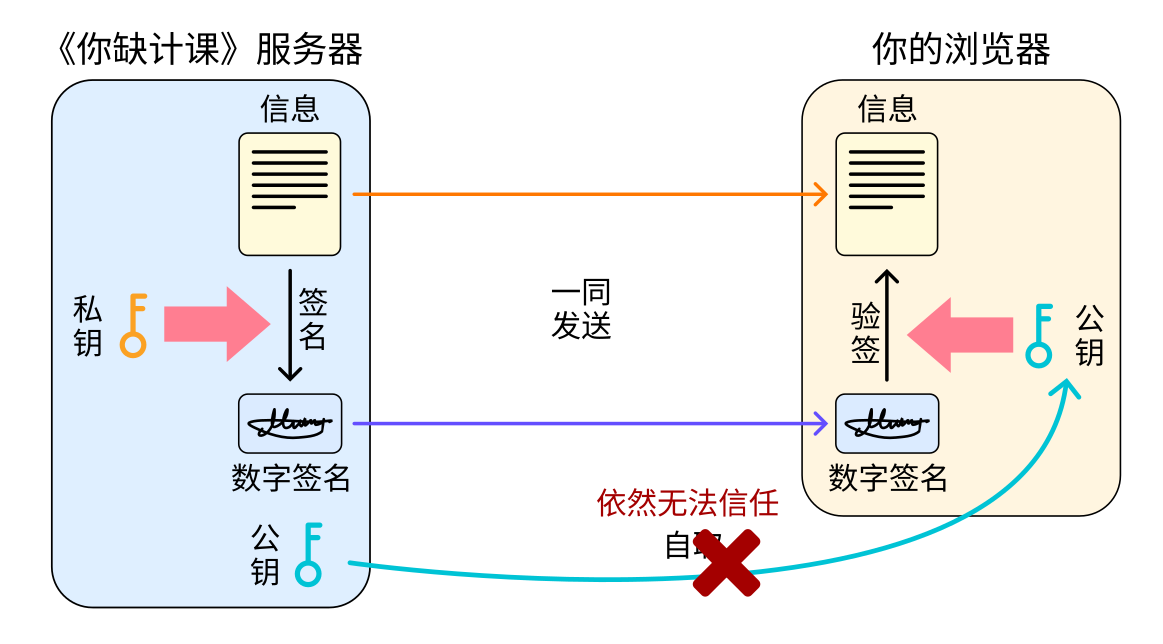 《你缺计课》服务器
你的浏览器
信息
信息
私
钥
签
名
一同
发送
验
签
公
钥
数字签名
数字签名
依然无法信任
自取
公
钥